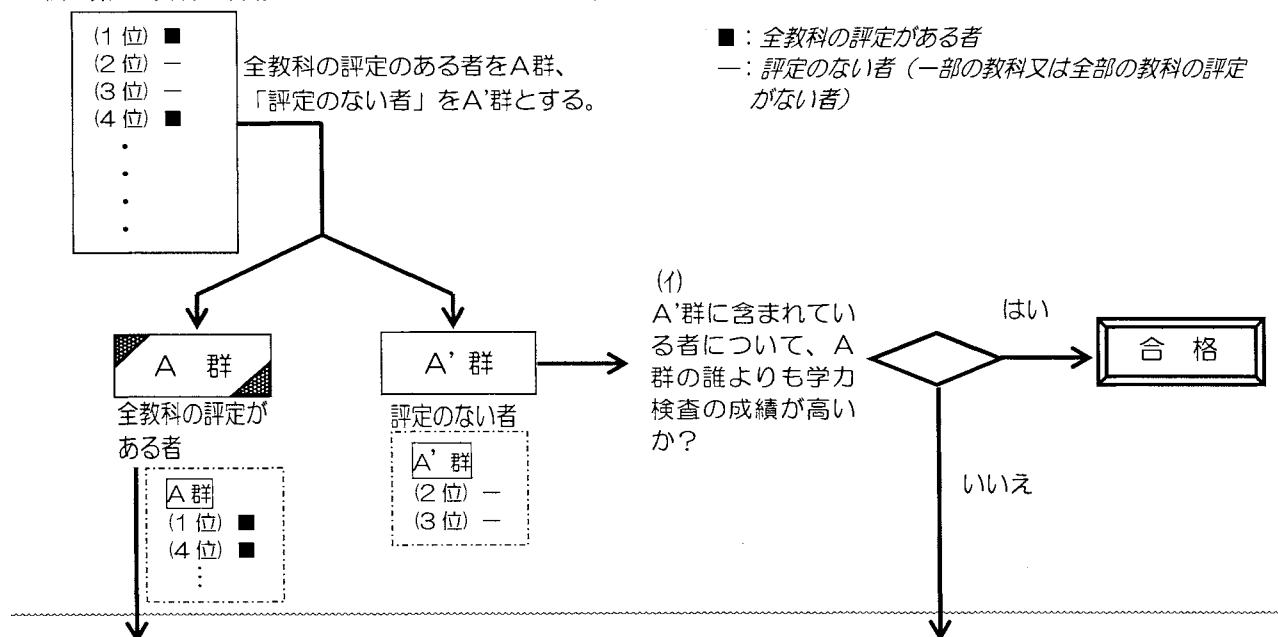 (1 位) ■
(2 位) －
(3 位) －
(4 位) ■
・
・
・
・
全教科の評定のある者をA群、
「評定のない者」をA'群とする。
■：全教科の評定がある者
－：評定のない者（一部の教科又は全部の教科の評定
がない者）
A 群
全教科の評定が
ある者
A 群
(1 位) ■
(4 位) ■
⋮
A' 群
評定のない者
A' 群
(2 位) －
(3 位) －
(イ)
A'群に含まれてい
る者について、A
群の誰よりも学力
検査の成績が高い
か？
はい
合 格
いいえ